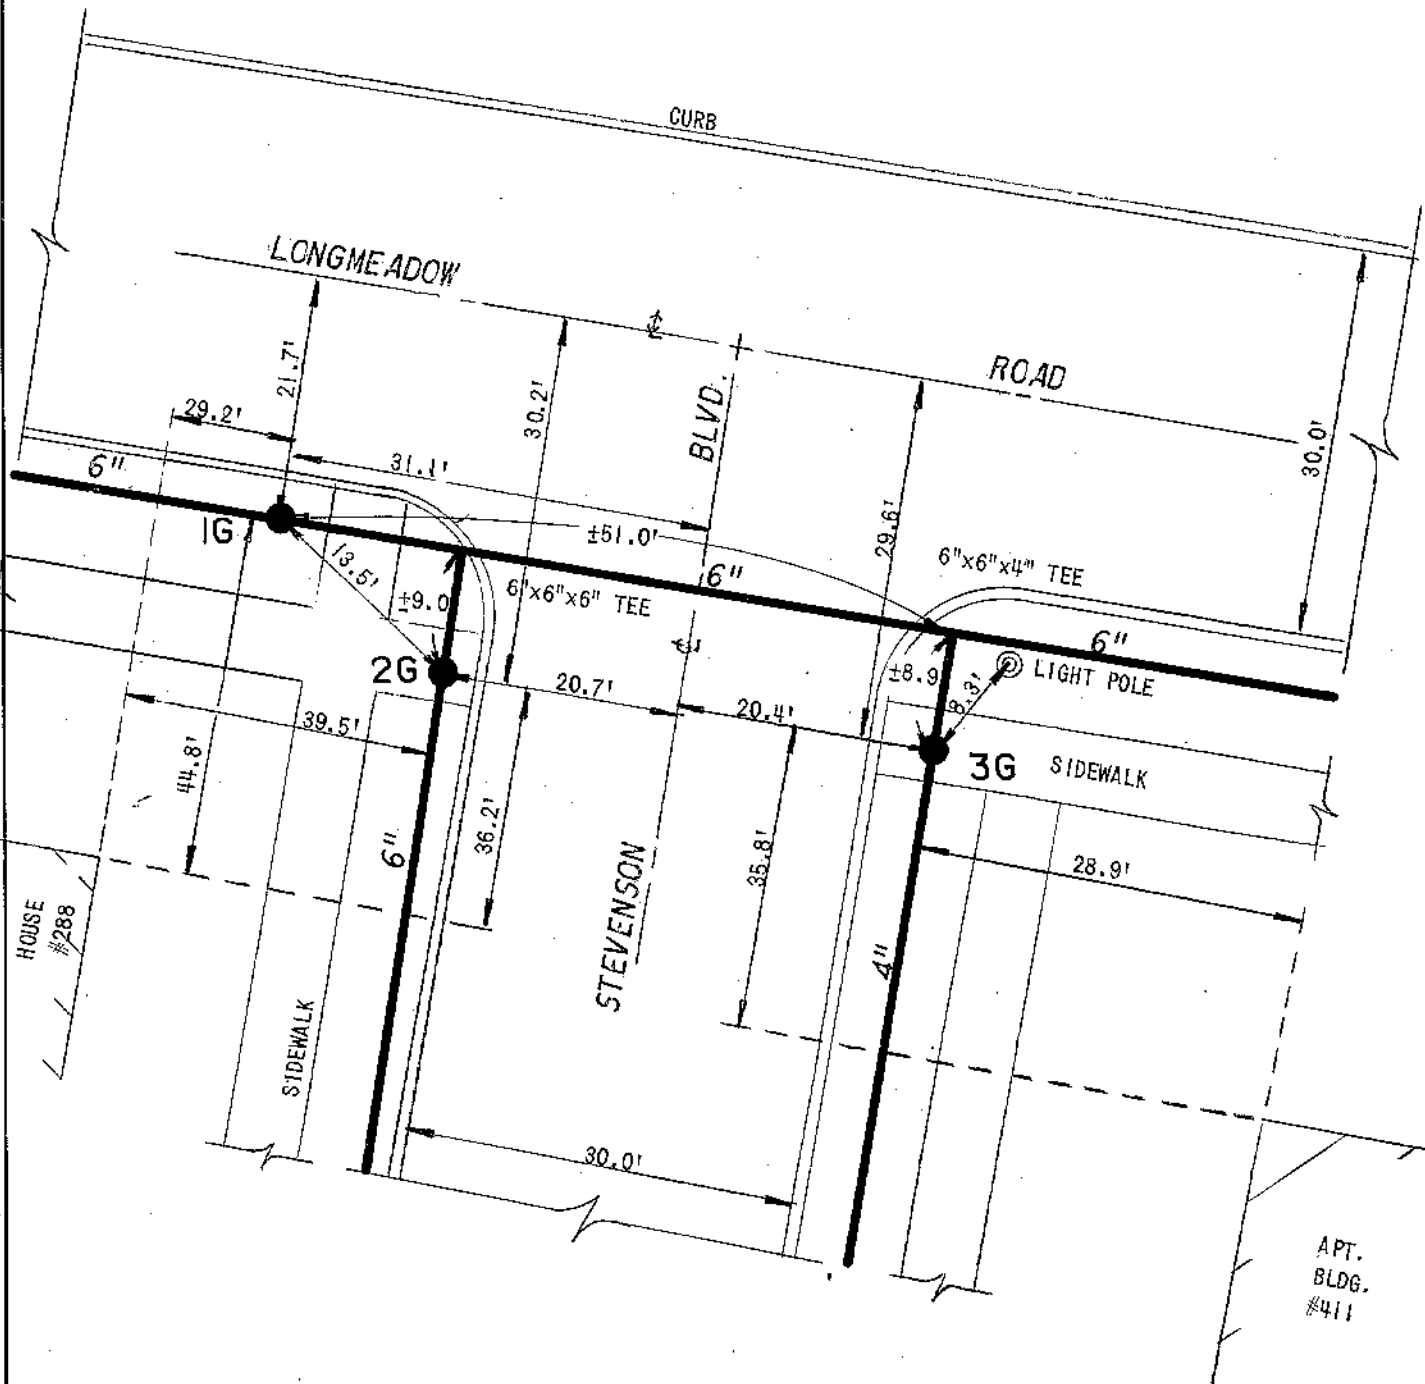 CURB
LONGMEADOW
℄
ROAD
BLVD.
21.7'
30.2'
29.2'
31.1'
29.6'
30.0'
6"
1G
±51.0'
13.5'
±9.0
6"x6"x6" TEE
6"
6"x6"x4" TEE
6"
℄
2G
20.7'
20.4'
±8.9
8.3'
LIGHT POLE
39.5'
44.8'
3G
SIDEWALK
36.2'
35.8'
6"
28.9'
HOUSE
#288
STEVENSON
4"
SIDEWALK
30.0'
APT.
BLDG.
#411